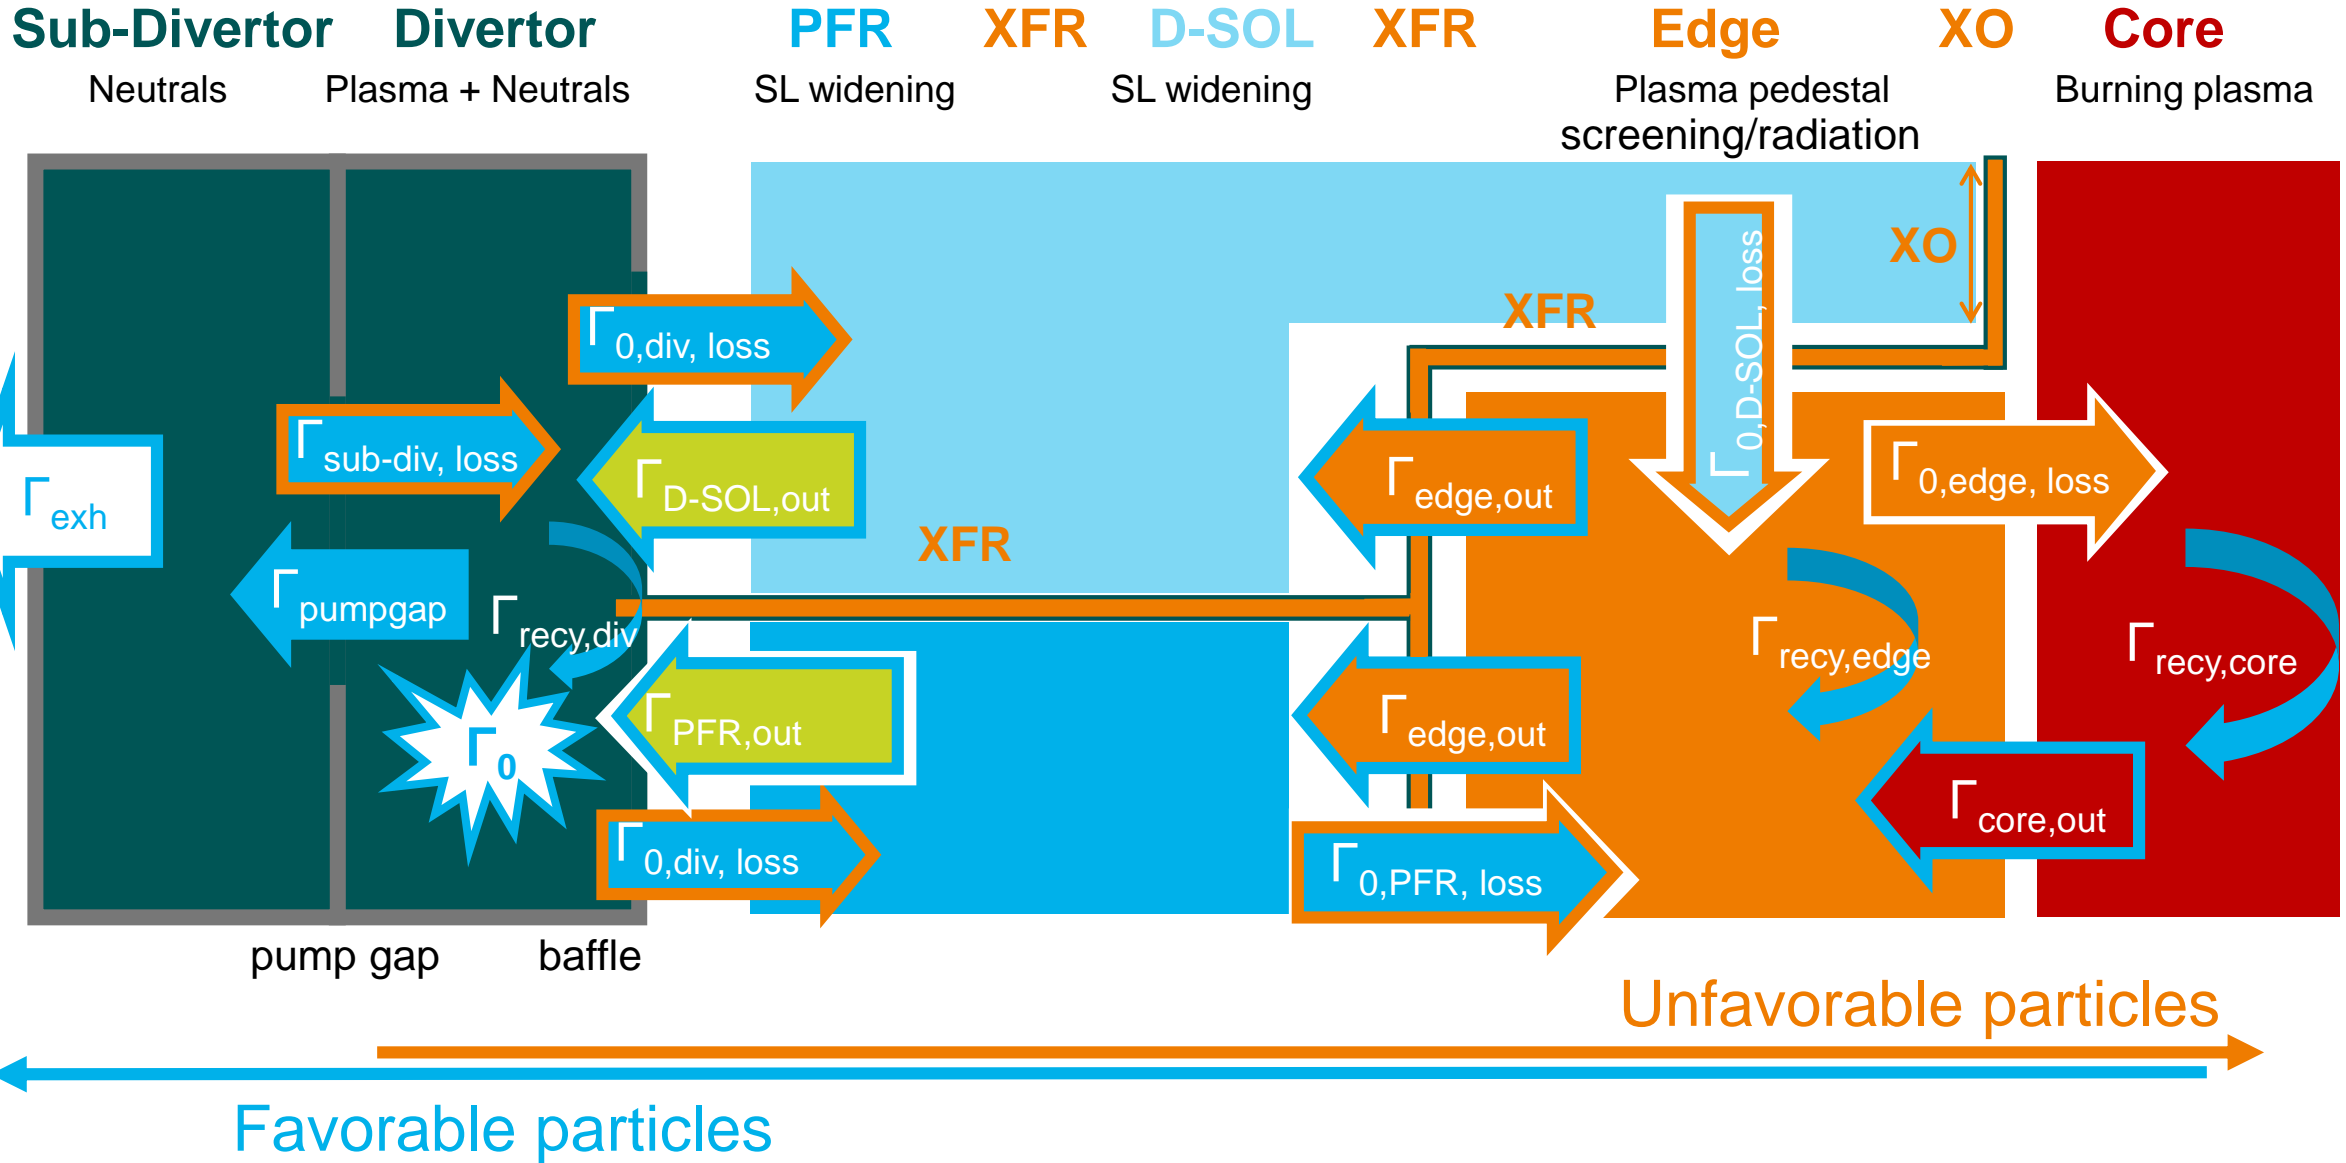 Sub-Divertor Divertor PFR XFR D-SOL XFR Edge XO Core
Neutrals Plasma + Neutrals SL widening SL widening Plasma pedestal Burning plasma
screening/radiation
XO
XFR
Γ0,D-SOL, loss
Γ0,div, loss
Γsub-div, loss
Γexh
ΓD-SOL,out
Γedge,out
Γ0,edge, loss
XFR
Γpumpgap
Γrecy,div
Γrecy,edge
Γrecy,core
Γ0
ΓPFR,out
Γedge,out
Γcore,out
Γ0,div, loss
Γ0,PFR, loss
pump gap baffle
Unfavorable particles
Favorable particles